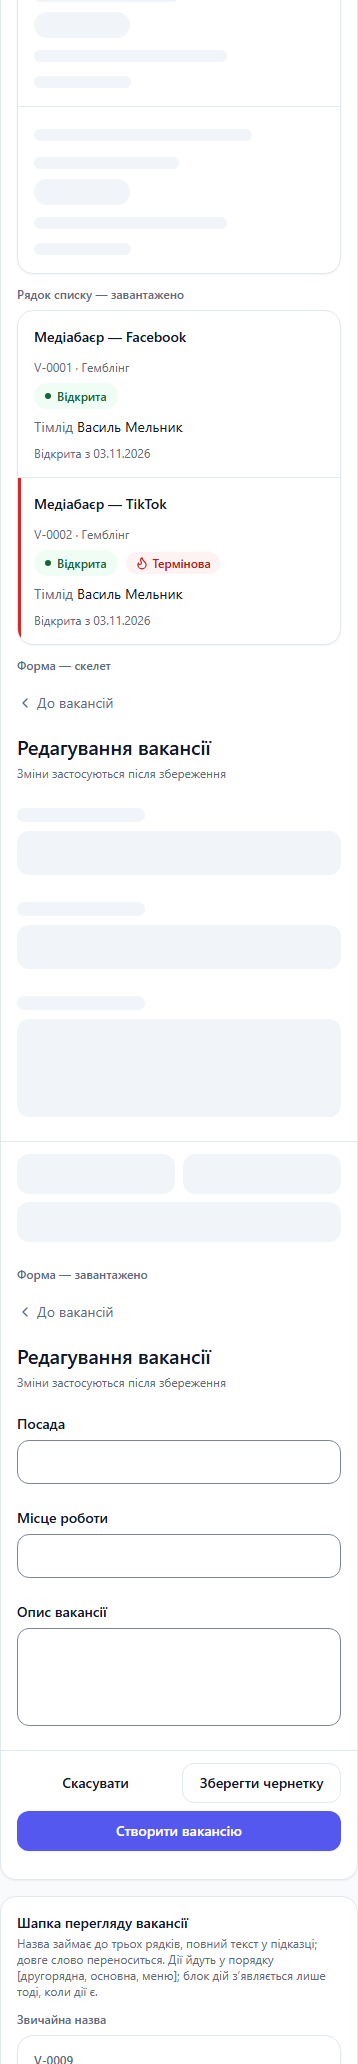 Рядок списку — завантажено
Медіабаєр — Facebook
V-0001 · Гемблінг
Відкрита
Тімлід Василь Мельник
Відкрита з 03.11.2026
Медіабаєр — TikTok
V-0002 · Гемблінг
Відкрита Термінова
Тімлід Василь Мельник
Відкрита з 03.11.2026
Форма — скелет
До вакансій
Редагування вакансії
Зміни застосуються після збереження
Форма — завантажено
До вакансій
Редагування вакансії
Зміни застосуються після збереження
Посада
Місце роботи
Опис вакансії
Скасувати Зберегти чернетку
Створити вакансію
Шапка перегляду вакансії
Назва займає до трьох рядків, повний текст у підказці;
довге слово переноситься. Дії йдуть у порядку
[другорядна, основна, меню]; блок дій зʼявляється лише
тоді, коли дії є.
Звичайна назва
V-0009